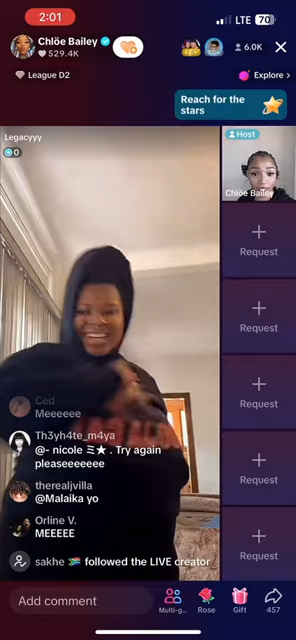 2:01
LTE 70
Chlöe Bailey
S29.4K
6.0K
League D2
Explore >
Reach for the
stars
Legacyyy
0
Host
Chlöe Bailey
Request
Request
Request
Request
Request
Ced
Meeeeee
Th3yh4te_m4ya
@- nicole ミ★ . Try again
pleaseeeeeee
therealjvilla
@Malaika yo
Orline V.
MEEEEE
sakhe 🇿🇦 followed the LIVE creator
Add comment
Multi-g...
Rose
Gift
457